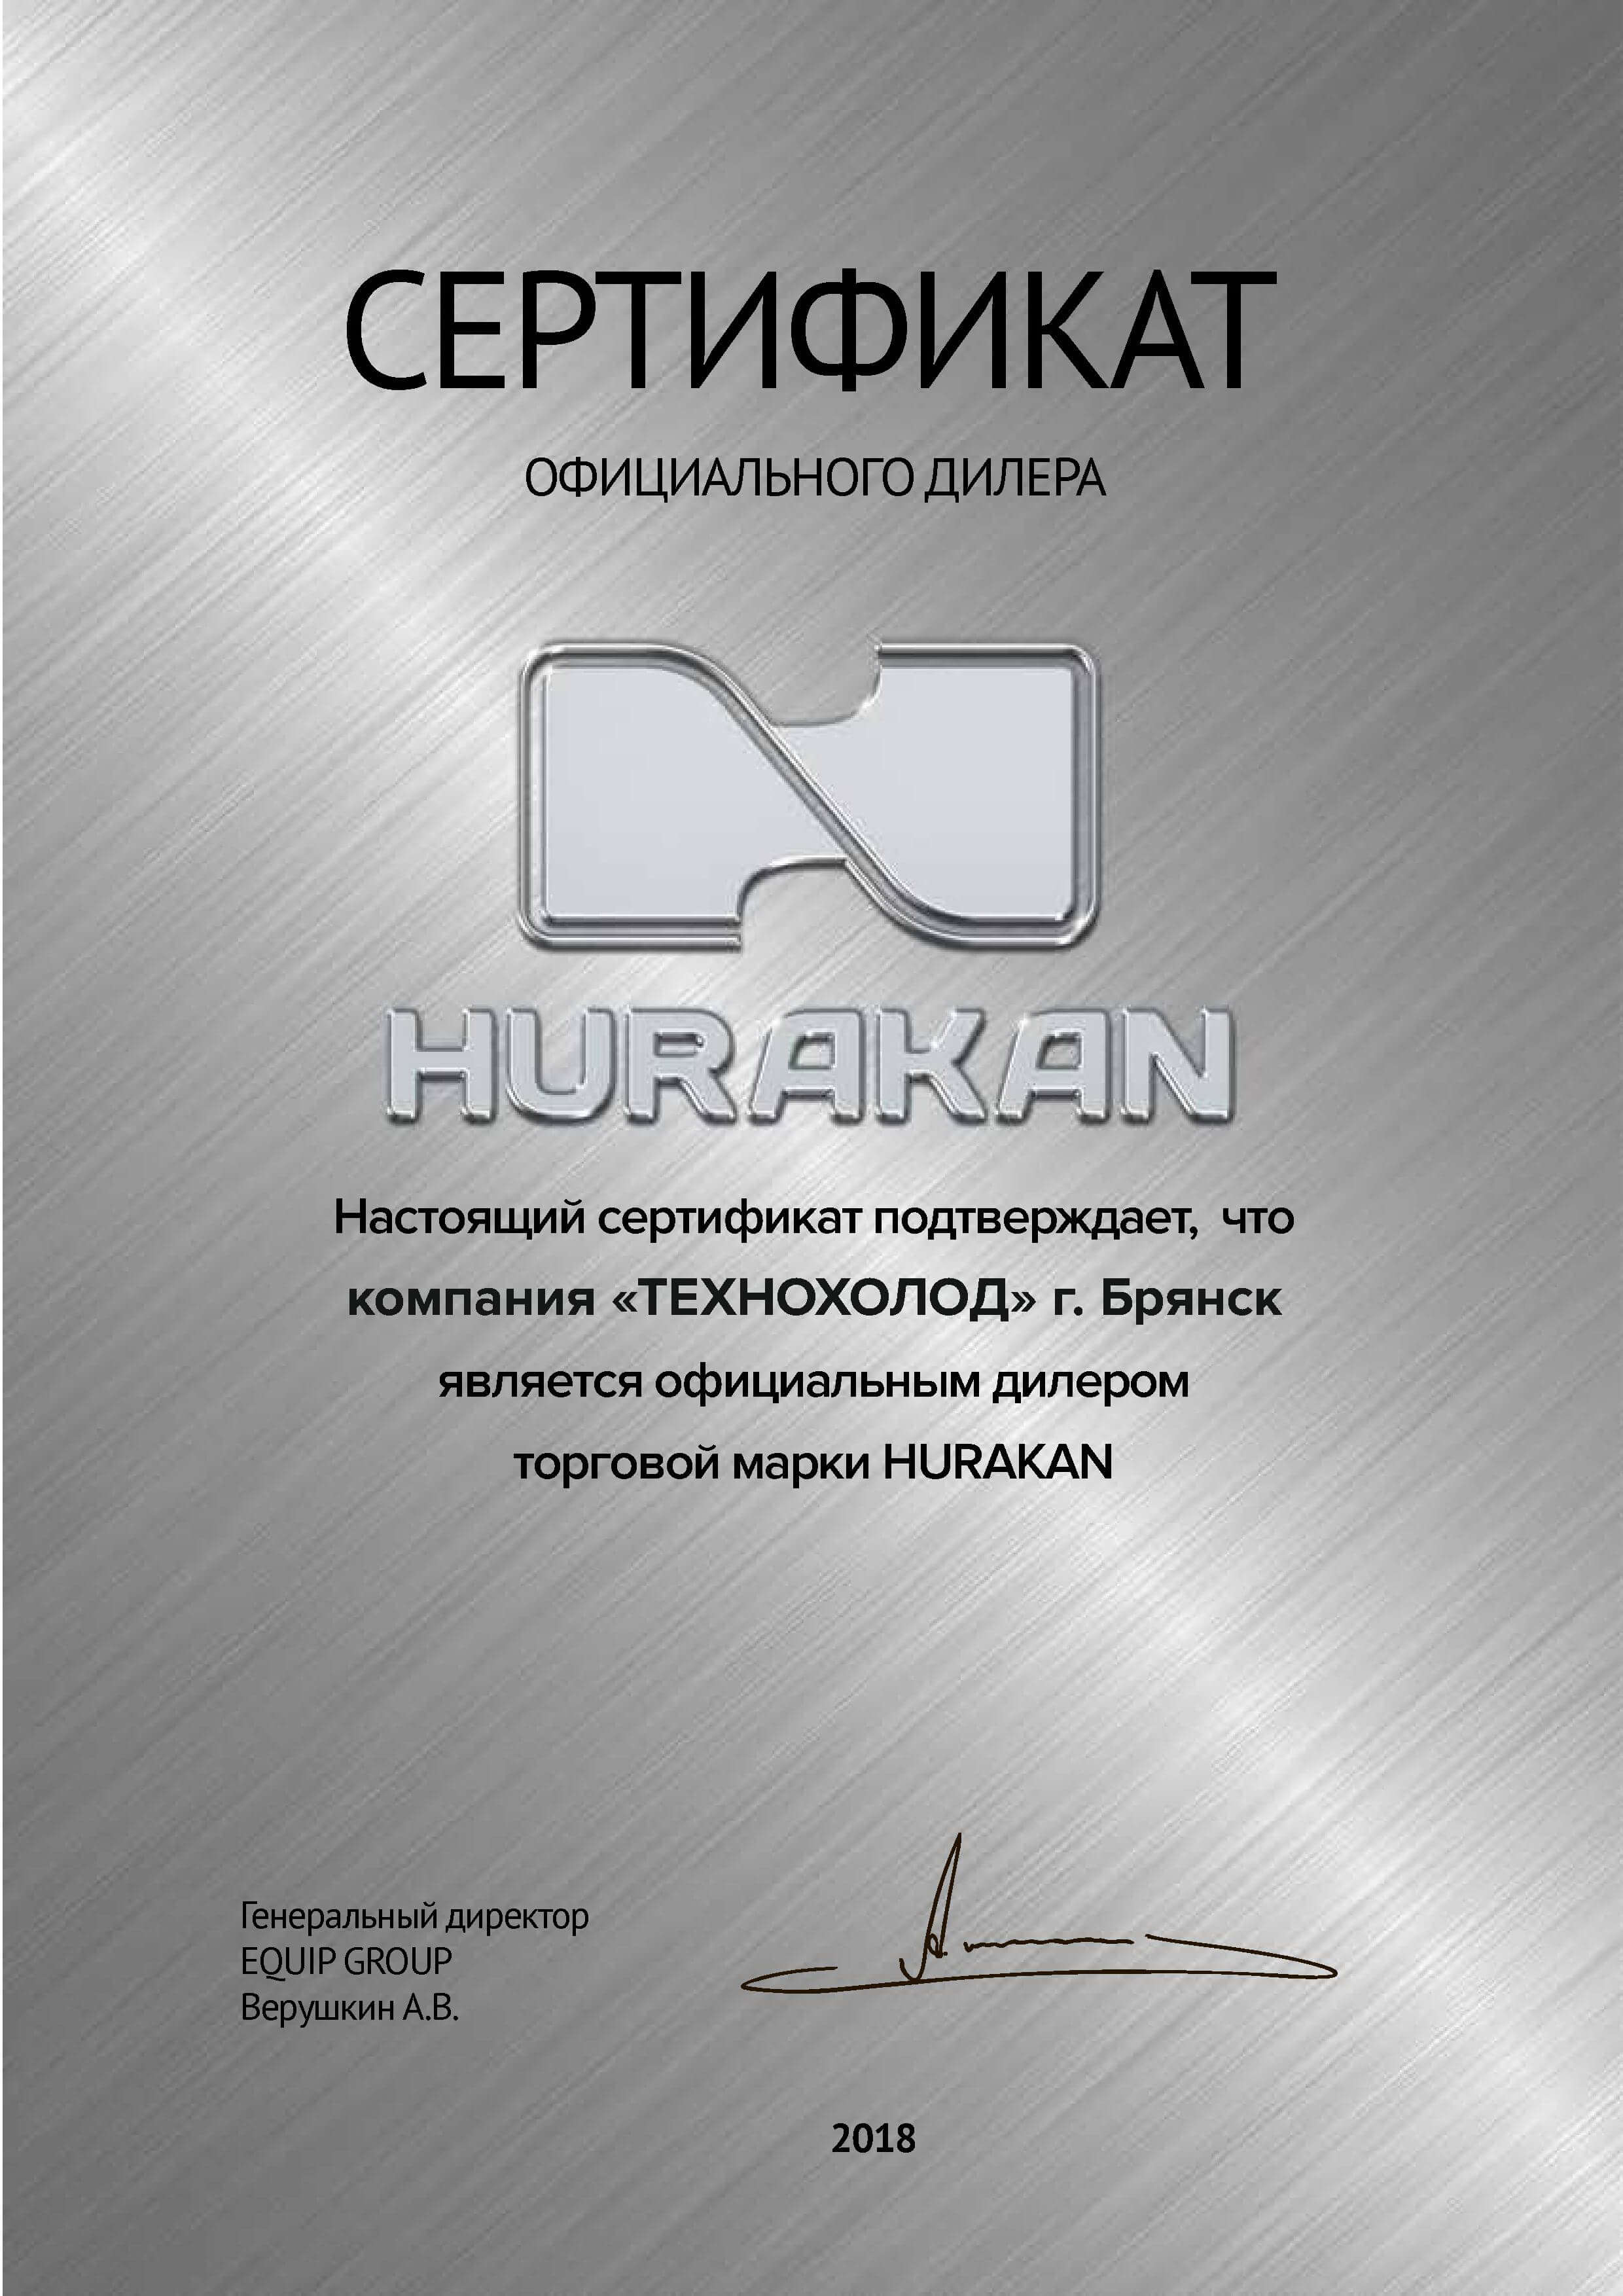 СЕРТИФИКАТ
ОФИЦИАЛЬНОГО ДИЛЕРА
HURAKAN
Настоящий сертификат подтверждает, что
компания «ТЕХНОХОЛОД» г. Брянск
является официальным дилером
торговой марки HURAKAN
Генеральный директор
EQUIP GROUP
Верушкин А.В.
2018